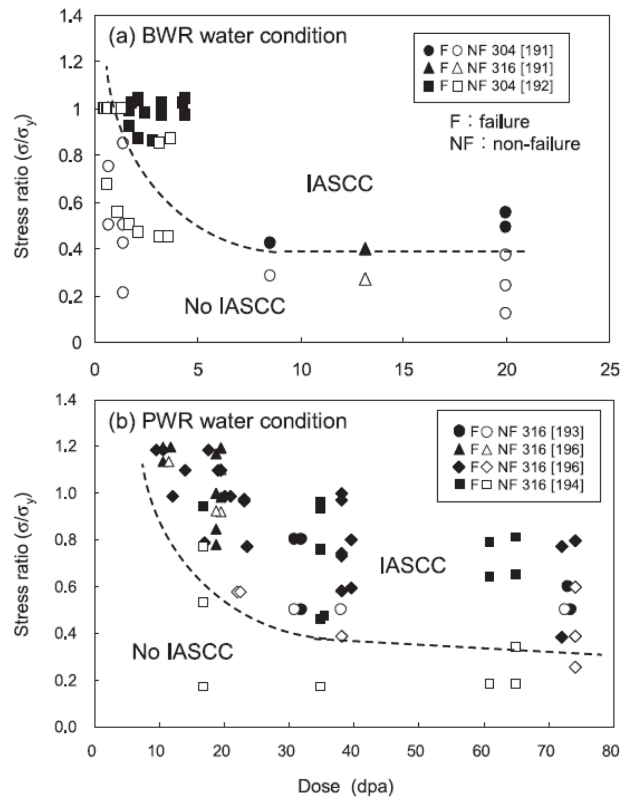 (a) BWR water condition
F NF 304 [191]
F NF 316 [191]
F NF 304 [192]
F : failure
NF : non-failure
IASCC
No IASCC
Stress ratio (σ/σy)
1.4
1.2
1
0.8
0.6
0.4
0.2
0
0 5 10 15 20 25
(b) PWR water condition
F NF 316 [193]
F NF 316 [196]
F NF 316 [196]
F NF 316 [194]
IASCC
No IASCC
Stress ratio (σ/σy)
1.4
1.2
1.0
0.8
0.6
0.4
0.2
0.0
0 10 20 30 40 50 60 70 80
Dose (dpa)